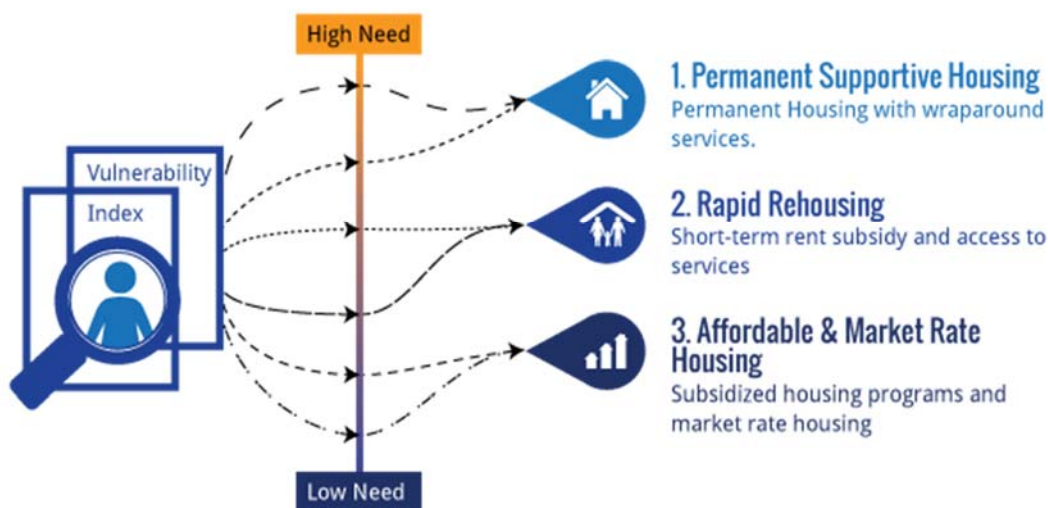 High Need
Vulnerability
Index
1. Permanent Supportive Housing
Permanent Housing with wraparound
services.
2. Rapid Rehousing
Short-term rent subsidy and access to
services
3. Affordable & Market Rate
Housing
Subsidized housing programs and
market rate housing
Low Need